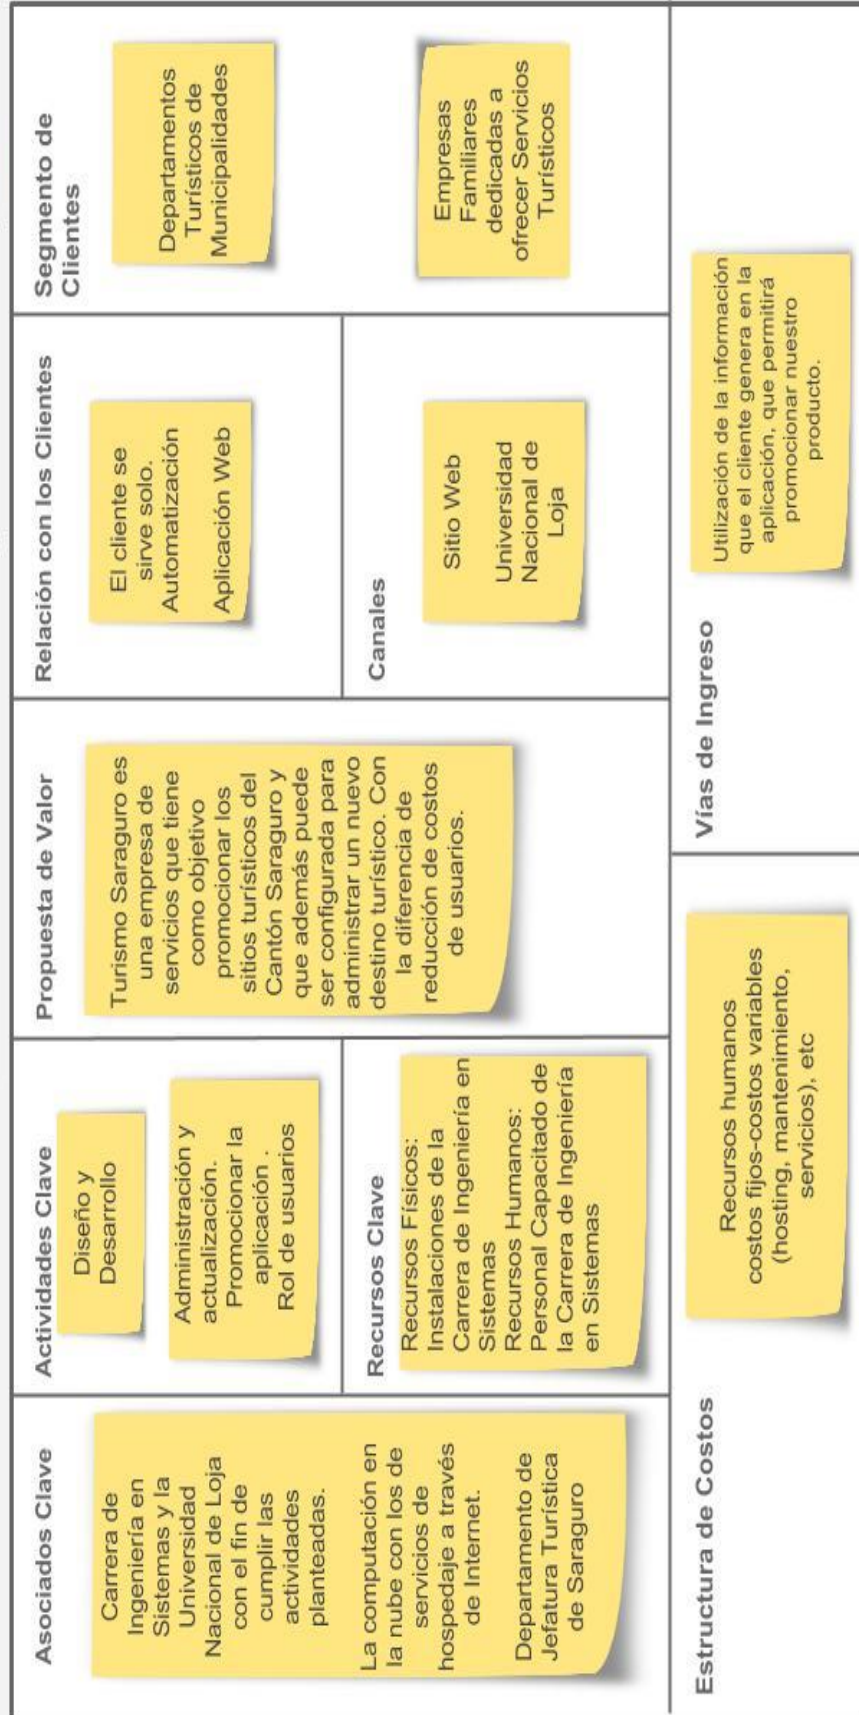 Asociados Clave
Carrera de
Ingeniería en
Sistemas y la
Universidad
Nacional de Loja
con el fin de
cumplir las
actividades
planteadas.
La computación en
la nube con los de
servicios de
hospedaje a través
de Internet.
Departamento de
Jefatura Turística
de Saraguro
Actividades Clave
Diseño y
Desarrollo
Administración y
actualización.
Promocionar la
aplicación .
Rol de usuarios
Recursos Clave
Recursos Físicos:
Instalaciones de la
Carrera de Ingeniería en
Sistemas
Recursos Humanos:
Personal Capacitado de
la Carrera de Ingeniería
en Sistemas
Propuesta de Valor
Turismo Saraguro es
una empresa de
servicios que tiene
como objetivo
promocionar los
sitios turísticos del
Cantón Saraguro y
que además puede
ser configurada para
administrar un nuevo
destino turístico. Con
la diferencia de
reducción de costos
de usuarios.
Relación con los Clientes
El cliente se
sirve solo.
Automatización
Aplicación Web
Canales
Sitio Web
Universidad
Nacional de
Loja
Segmento de
Clientes
Departamentos
Turísticos de
Municipalidades
Empresas
Familiares
dedicadas a
ofrecer Servicios
Turísticos
Estructura de Costos
Recursos humanos
costos fijos-costos variables
(hosting, mantenimiento,
servicios), etc
Vías de Ingreso
Utilización de la información
que el cliente genera en la
aplicación, que permitirá
promocionar nuestro
producto.